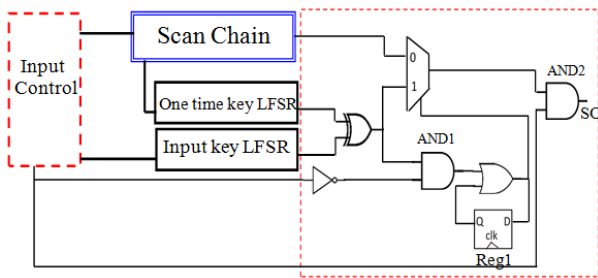 Scan Chain
Input
Control
0
1
AND2
SO
One time key LFSR
Input key LFSR
AND1
Q
D
clk
Reg1